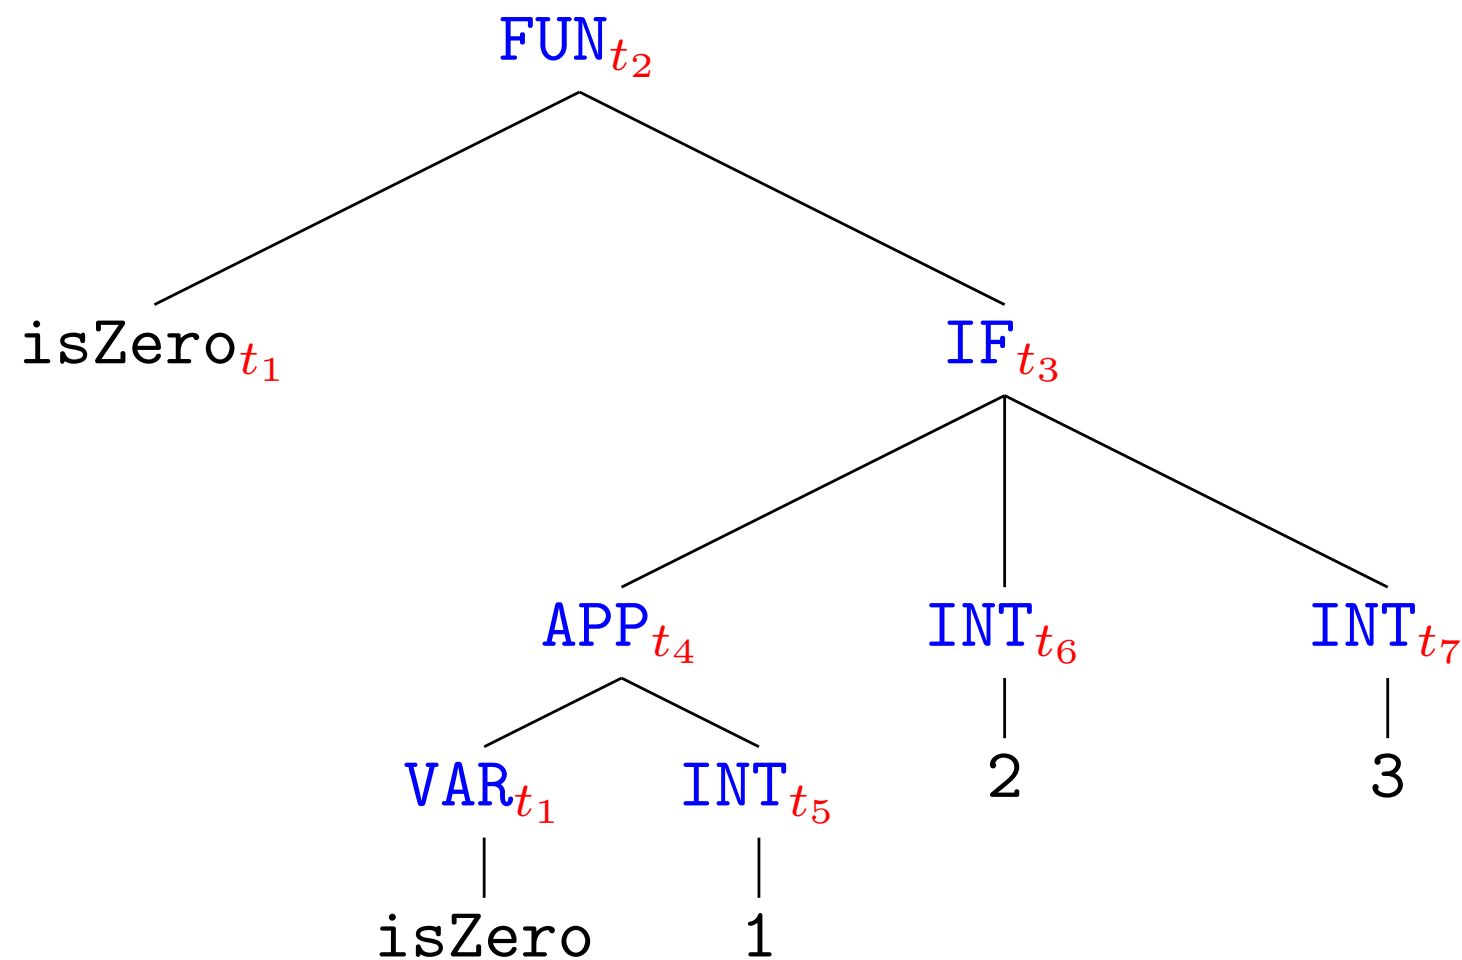 FUNt2
isZerot1 IFt3
APPt4 INTt6 INTt7
VARt1 INTt5 2 3
isZero 1